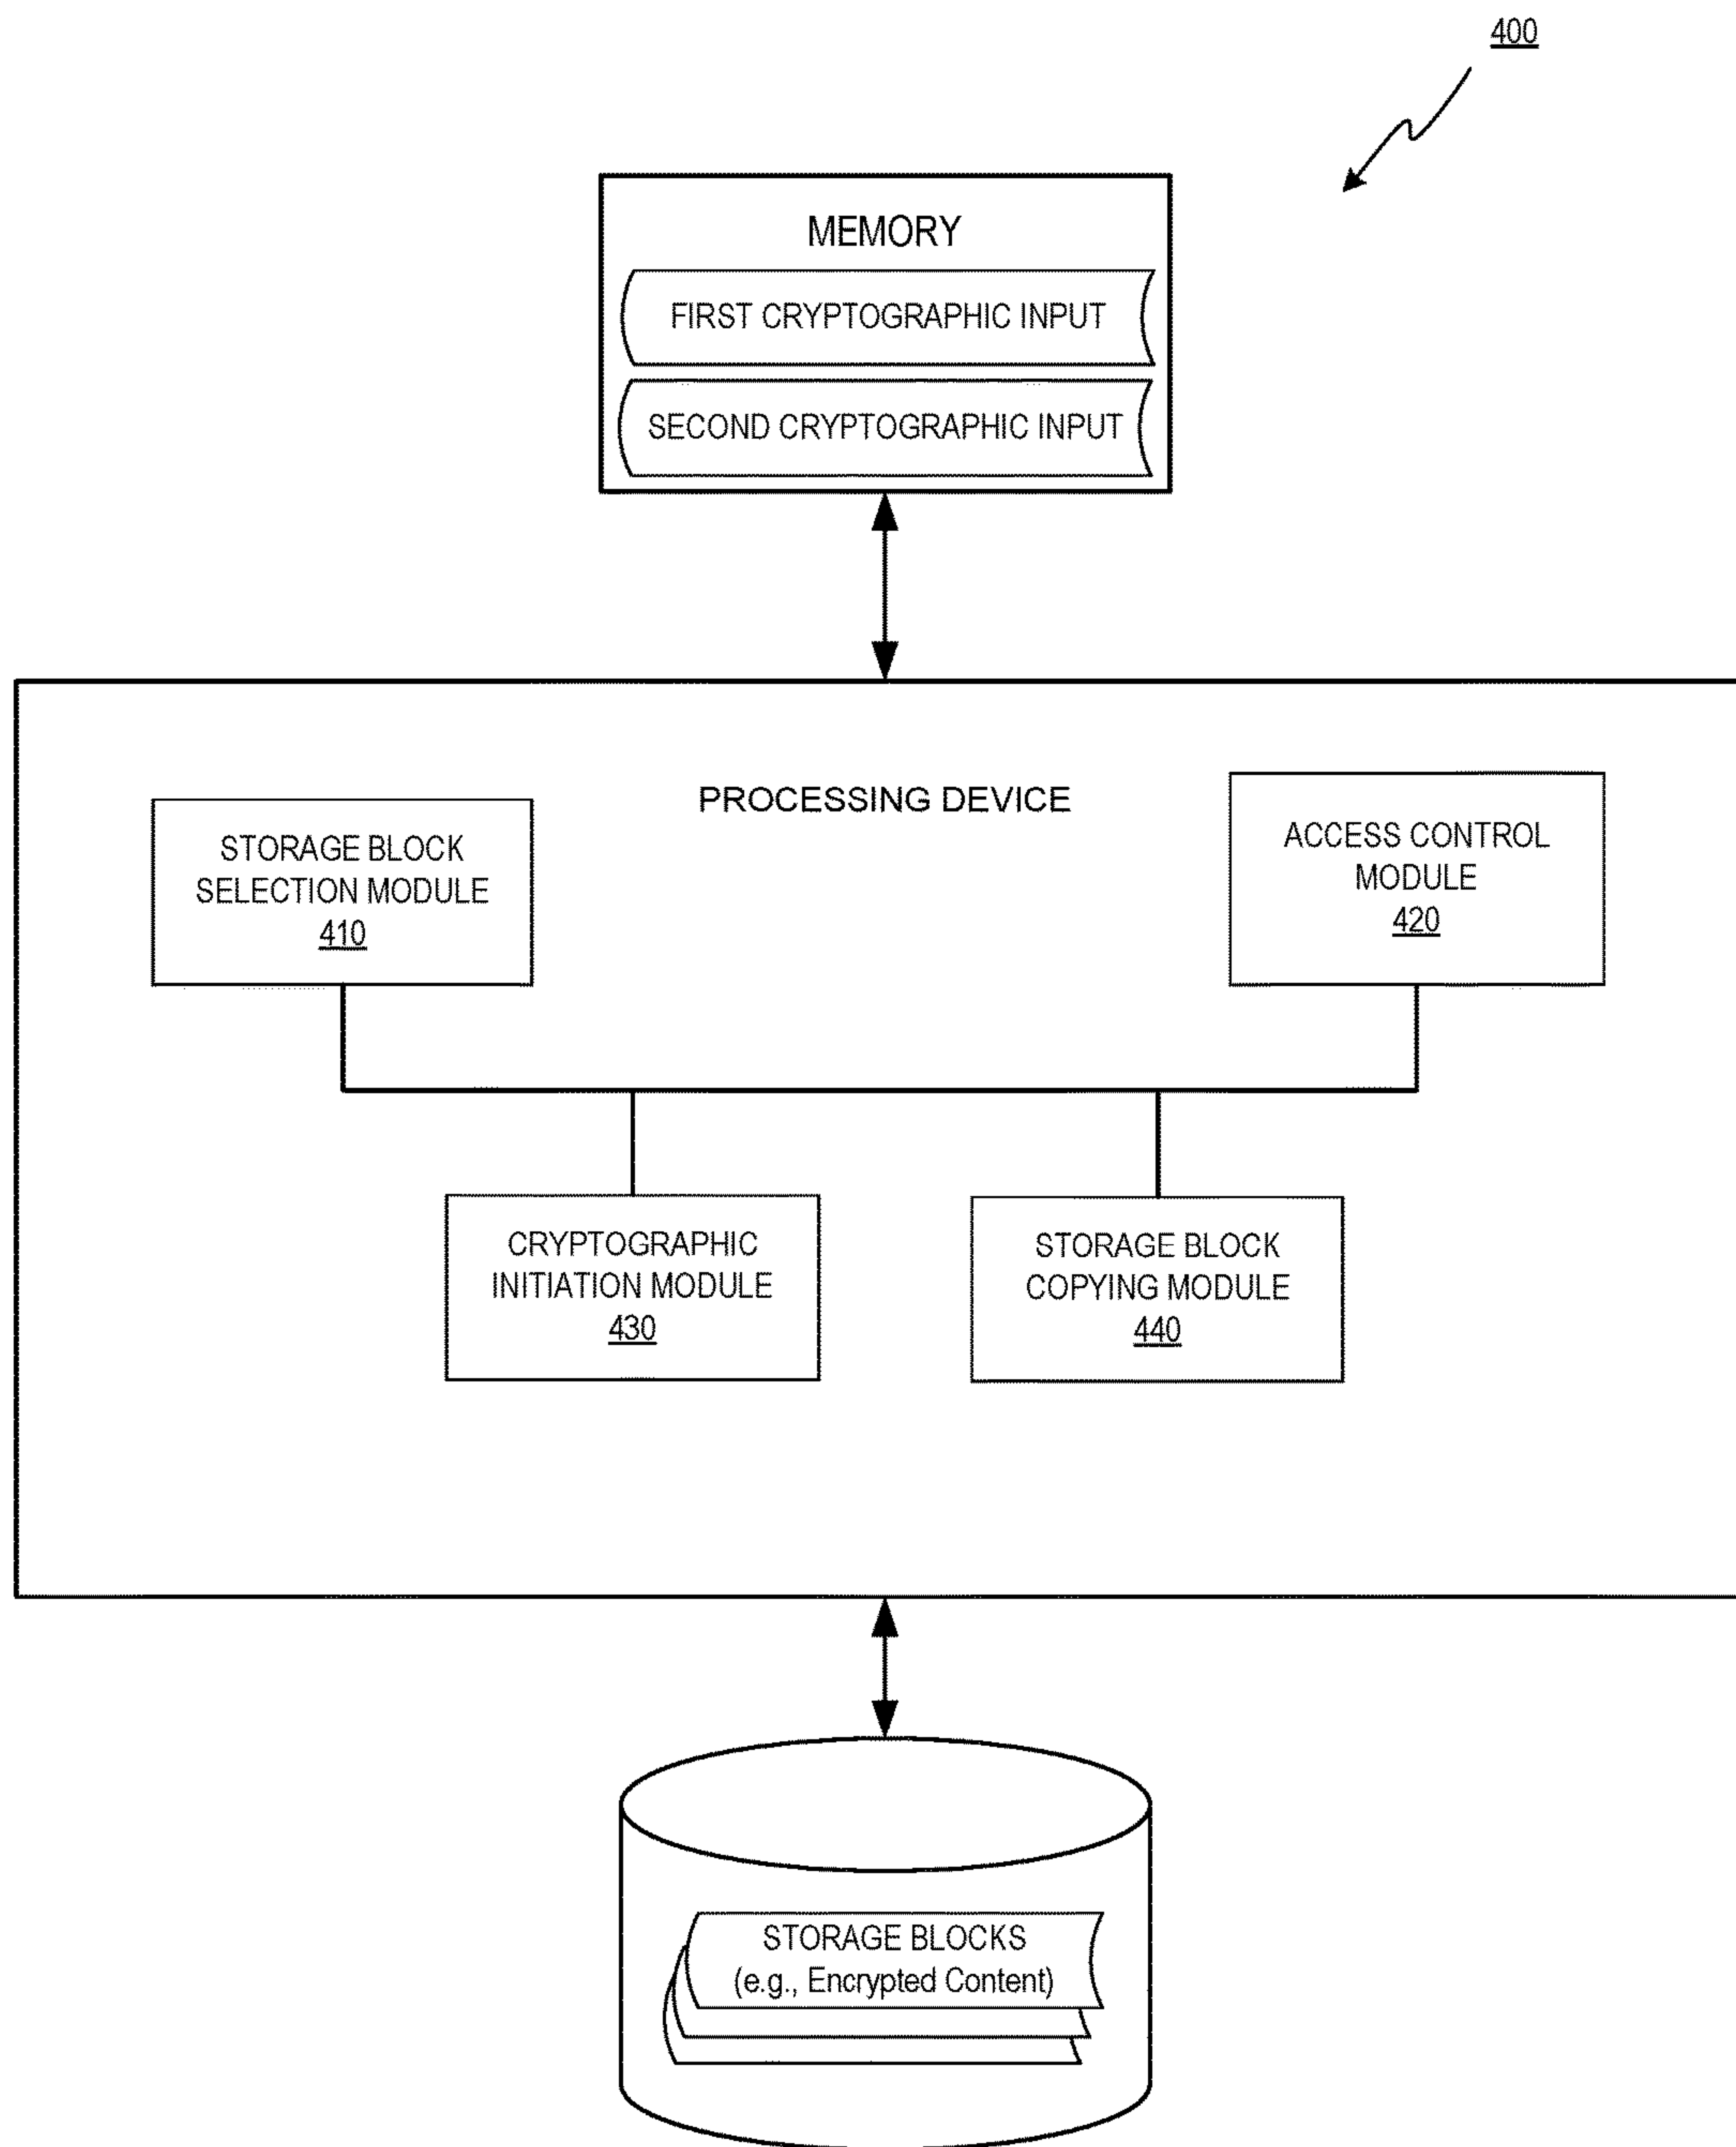 400
MEMORY
FIRST CRYPTOGRAPHIC INPUT
SECOND CRYPTOGRAPHIC INPUT
PROCESSING DEVICE
STORAGE BLOCK
SELECTION MODULE
410
ACCESS CONTROL
MODULE
420
CRYPTOGRAPHIC
INITIATION MODULE
430
STORAGE BLOCK
COPYING MODULE
440
STORAGE BLOCKS
(e.g., Encrypted Content)